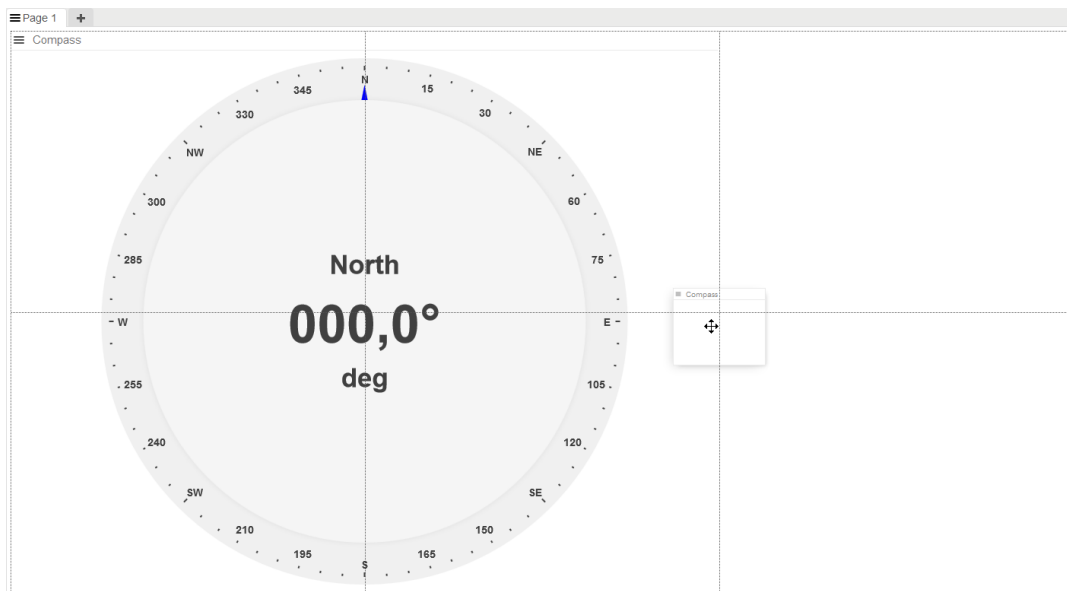 Page 1 +
Compass
N
345 15
330 30
NW NE
300 60
285 75
North
Compass
000,0°
W E
deg
255 105
240 120
SW SE
210 150
195 165
S